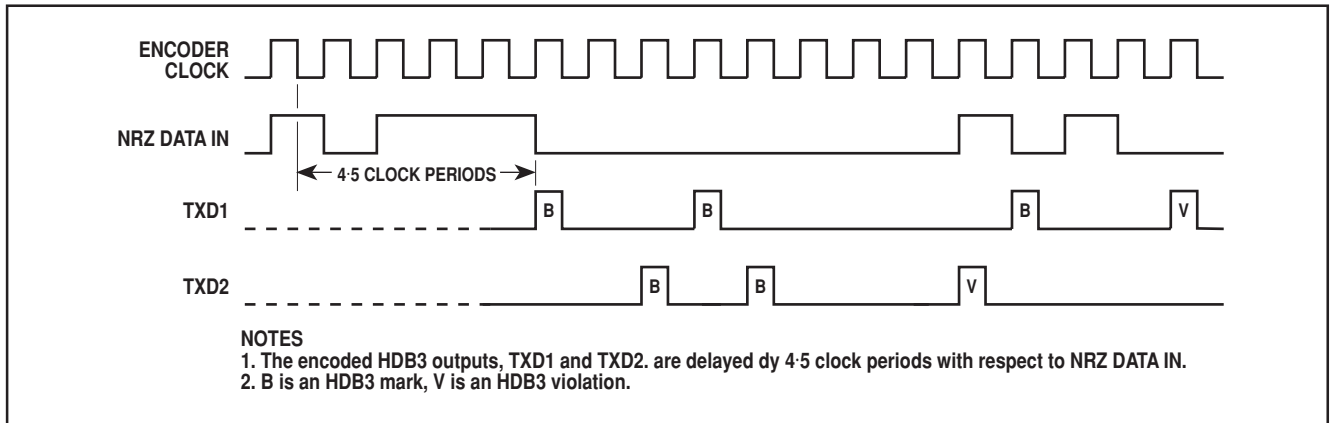 ENCODER
CLOCK
NRZ DATA IN
4·5 CLOCK PERIODS
TXD1
B
B
B
V
TXD2
B
B
V
NOTES
1. The encoded HDB3 outputs, TXD1 and TXD2. are delayed dy 4·5 clock periods with respect to NRZ DATA IN.
2. B is an HDB3 mark, V is an HDB3 violation.